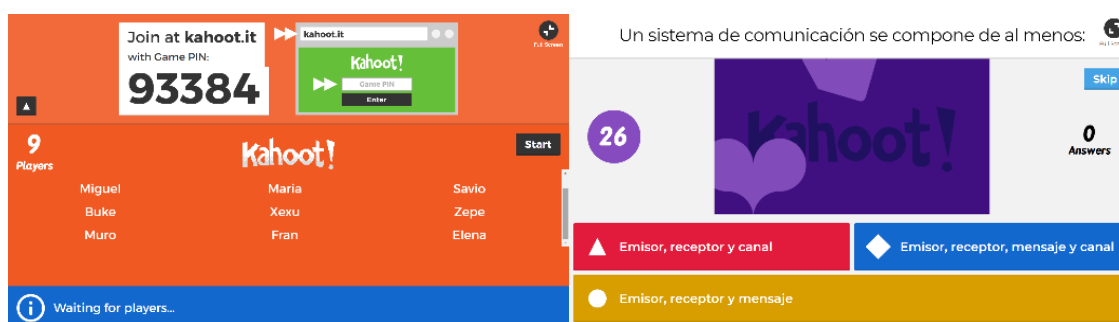 Join at kahoot.it
with Game PIN:
93384
kahoot.it
Kahoot!
Game PIN
Enter
Full Screen
9
Players
Kahoot!
Start
Miguel
Maria
Savio
Buke
Xexu
Zepe
Muro
Fran
Elena
Waiting for players...
Un sistema de comunicación se compone de al menos:
Skip
26
Kahoot!
0
Answers
Emisor, receptor y canal
Emisor, receptor, mensaje y canal
Emisor, receptor y mensaje